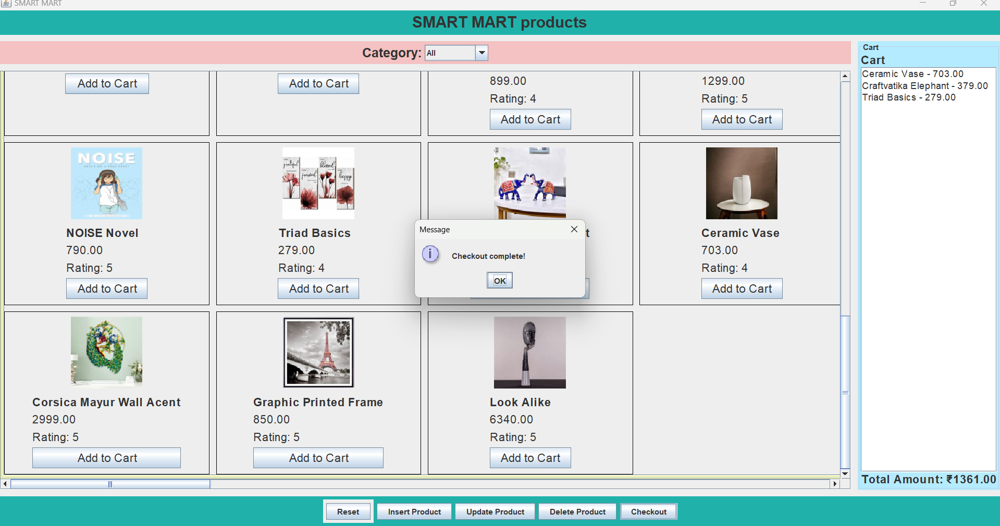 SMART MART
SMART MART products
Category: All
Add to Cart
Add to Cart
899.00
Rating: 4
Add to Cart
1299.00
Rating: 5
Add to Cart
NOISE
NOISE Novel
790.00
Rating: 5
Add to Cart
grateful
focused
blessed
happy
Triad Basics
279.00
Rating: 4
Add to Cart
t
Ceramic Vase
703.00
Rating: 4
Add to Cart
Message
Checkout complete!
OK
Corsica Mayur Wall Acent
2999.00
Rating: 5
Add to Cart
Graphic Printed Frame
850.00
Rating: 5
Add to Cart
Look Alike
6340.00
Rating: 5
Add to Cart
Cart
Cart
Ceramic Vase - 703.00
Craftvatika Elephant - 379.00
Triad Basics - 279.00
Total Amount: ₹1361.00
Reset
Insert Product
Update Product
Delete Product
Checkout